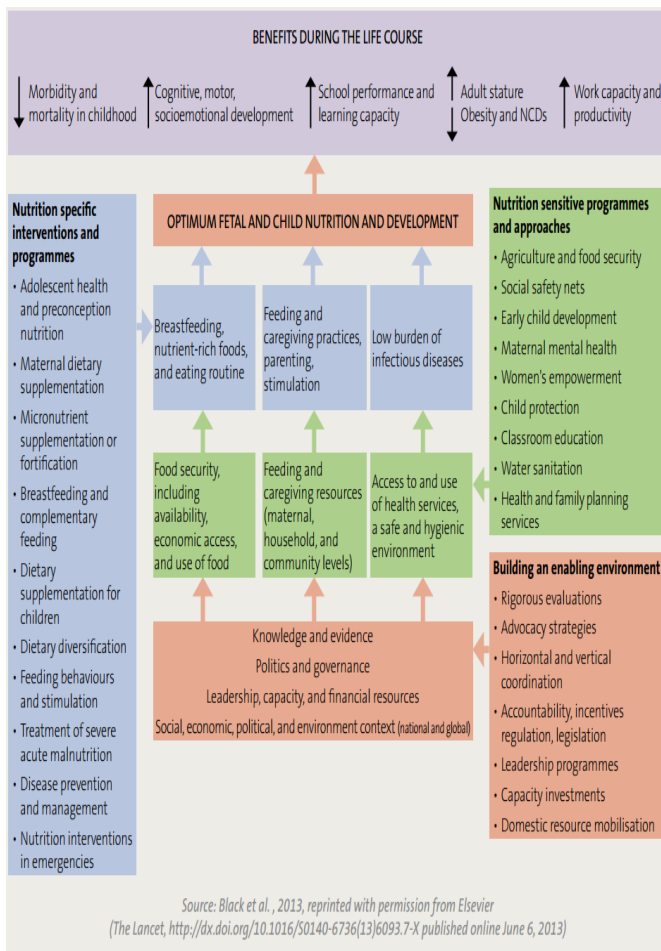 BENEFITS DURING THE LIFE COURSE
Morbidity and
mortality in childhood
Cognitive, motor,
socioemotional development
School performance and
learning capacity
Adult stature
Obesity and NCDs
Work capacity and
productivity
Nutrition specific
interventions and
programmes
• Adolescent health
and preconception
nutrition
• Maternal dietary
supplementation
• Micronutrient
supplementation or
fortification
• Breastfeeding and
complementary
feeding
• Dietary
supplementation for
children
• Dietary diversification
• Feeding behaviours
and stimulation
• Treatment of severe
acute malnutrition
• Disease prevention
and management
• Nutrition interventions
in emergencies
OPTIMUM FETAL AND CHILD NUTRITION AND DEVELOPMENT
Breastfeeding,
nutrient-rich foods,
and eating routine
Feeding and
caregiving practices,
parenting,
stimulation
Low burden of
infectious diseases
Food security,
including
availability,
economic access,
and use of food
Feeding and
caregiving resources
(maternal,
household, and
community levels)
Access to and use
of health services,
a safe and hygienic
environment
Knowledge and evidence
Politics and governance
Leadership, capacity, and financial resources
Social, economic, political, and environment context (national and global)
Nutrition sensitive programmes
and approaches
• Agriculture and food security
• Social safety nets
• Early child development
• Maternal mental health
• Women's empowerment
• Child protection
• Classroom education
• Water sanitation
• Health and family planning
services
Building an enabling environment
• Rigorous evaluations
• Advocacy strategies
• Horizontal and vertical
coordination
• Accountability, incentives
regulation, legislation
• Leadership programmes
• Capacity investments
• Domestic resource mobilisation
Source: Black et al. , 2013, reprinted with permission from Elsevier
(The Lancet, http://dx.doi.org/10.1016/S0140-6736(13)6093.7-X published online June 6, 2013)